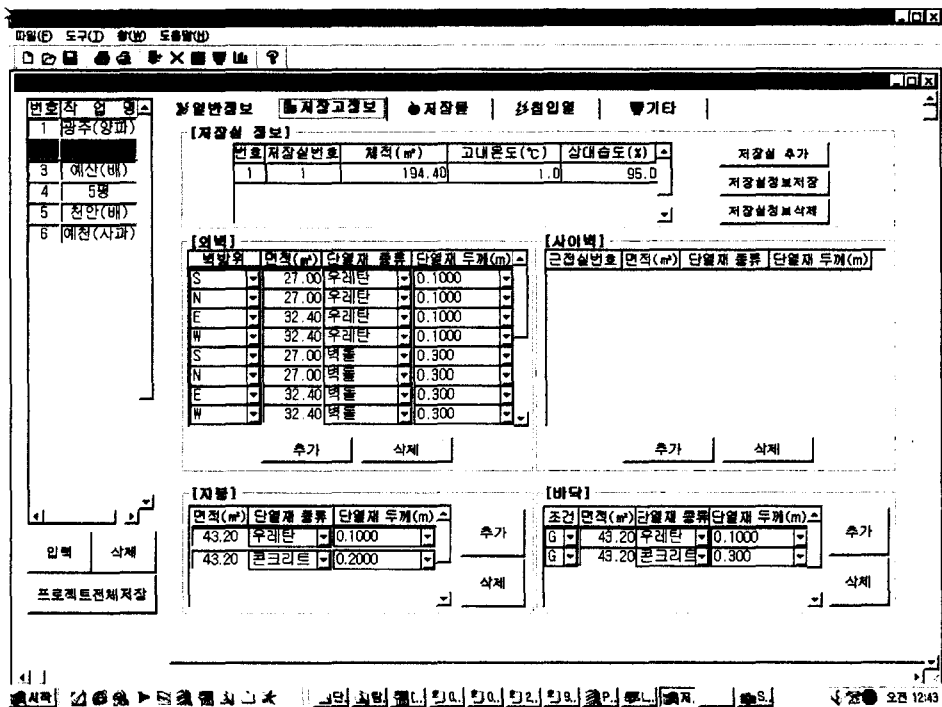 파일(F) 도구(T) 창(W) 도움말(H)
번호 작 업 명
1 광주(양파)
3 예산(배)
4 5명
5 천안(배)
6 예천(사과)
입력 삭제
프로젝트전체저장
일반정보 저장고정보 저장물 침입열 기타
[저장실 정보]
번호 저장실번호 체적(㎥) 고내온도(℃) 상대습도(%)
1 1 194.40 1.0 95.0
저장실 추가
저장실정보저장
저장실정보삭제
[외벽]
벽방위 면적(㎡) 단열재 종류 단열재 두께(m)
S 27.00 우레탄 0.1000
N 27.00 우레탄 0.1000
E 32.40 우레탄 0.1000
W 32.40 우레탄 0.1000
S 27.00 벽돌 0.300
N 27.00 벽돌 0.300
E 32.40 벽돌 0.300
W 32.40 벽돌 0.300
추가 삭제
[사이벽]
근접실번호 면적(㎡) 단열재 종류 단열재 두께(m)
추가 삭제
[지붕]
면적(㎡) 단열재 종류 단열재 두께(m)
43.20 우레탄 0.1000
43.20 콘크리트 0.2000
추가
삭제
[바닥]
조건 면적(㎡) 단열재 종류 단열재 두께(m)
G 43.20 우레탄 0.1000
G 43.20 콘크리트 0.300
추가
삭제
시작 오전 12:43